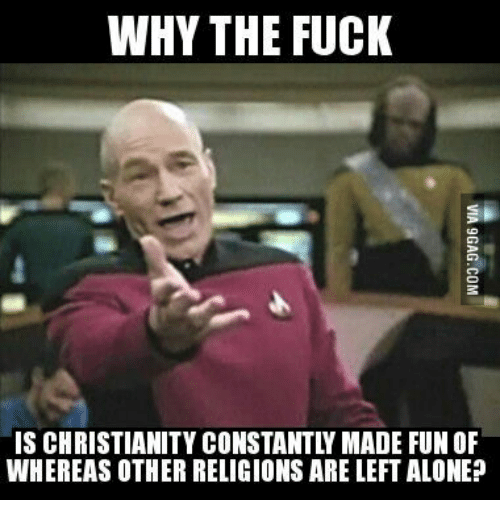 WHY THE FUCK
VIA 9GAG.COM
IS CHRISTIANITY CONSTANTLY MADE FUN OF
WHEREAS OTHER RELIGIONS ARE LEFT ALONE?